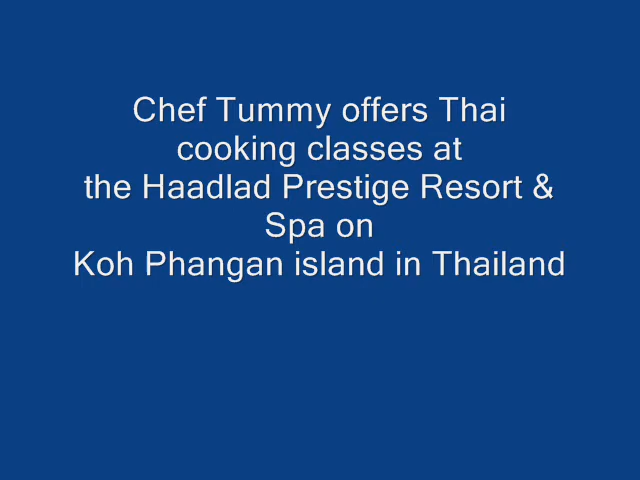 Chef Tummy offers Thai
cooking classes at
the Haadlad Prestige Resort &
Spa on
Koh Phangan island in Thailand